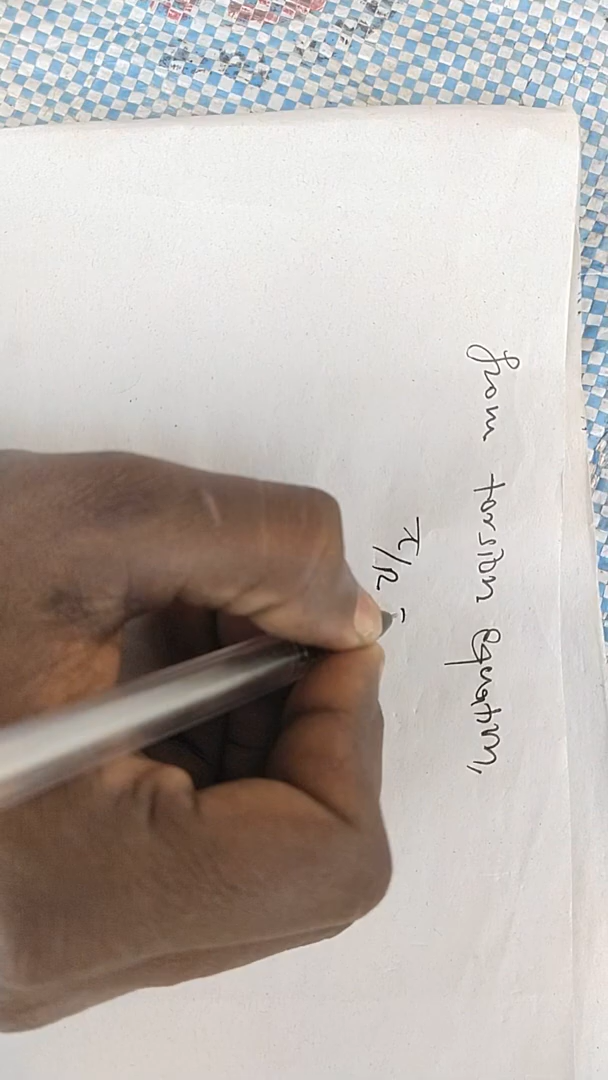 from torsion equation,
τ/R =